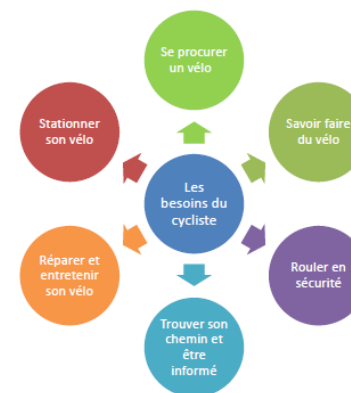 Se procurer
un vélo
Stationner
son vélo
Savoir faire
du vélo
Les
besoins du
cycliste
Réparer et
entretenir
son vélo
Rouler en
sécurité
Trouver son
chemin et
être
informé